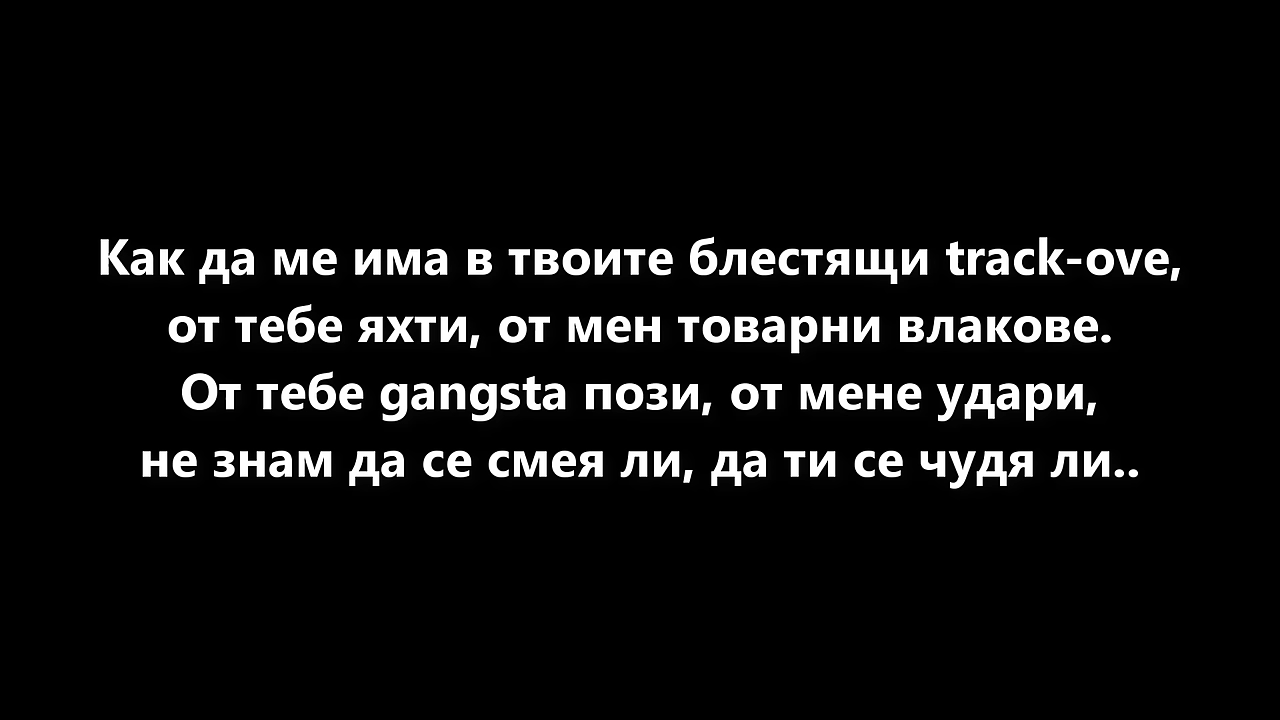 Как да ме има в твоите блестящи track-ove,
от тебе яхти, от мен товарни влакове.
От тебе gangsta пози, от мене удари,
не знам да се смея ли, да ти се чудя ли..